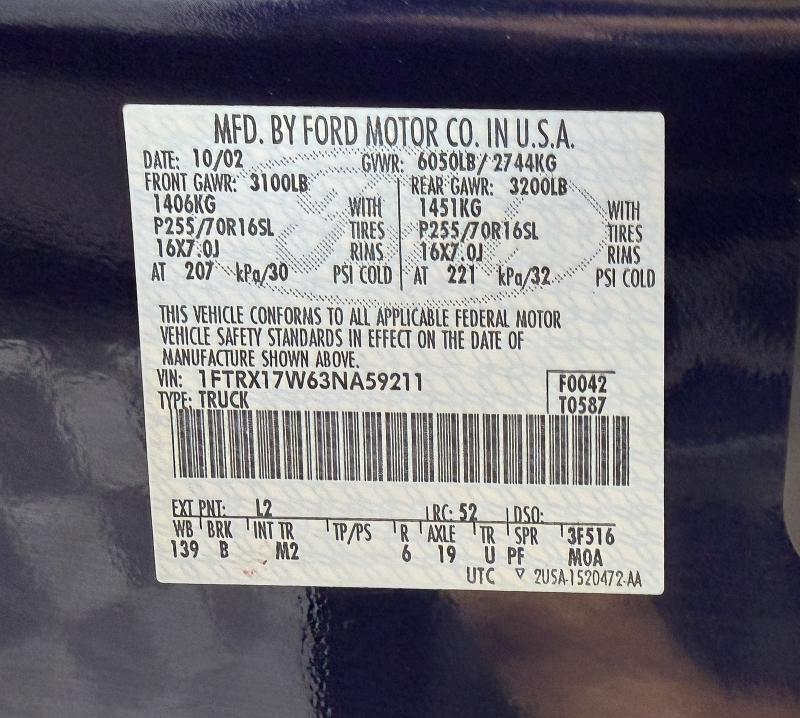 MFD. BY FORD MOTOR CO. IN U.S.A.
DATE: 10/02 GVWR: 6050LB/ 2744KG
FRONT GAWR: 3100LB REAR GAWR: 3200LB
1406KG WITH 1451KG WITH
P255/70R16SL TIRES P255/70R16SL TIRES
16X7.0J RIMS 16X7.0J RIMS
AT 207 kPa/30 PSI COLD AT 221 kPa/32 PSI COLD
THIS VEHICLE CONFORMS TO ALL APPLICABLE FEDERAL MOTOR
VEHICLE SAFETY STANDARDS IN EFFECT ON THE DATE OF
MANUFACTURE SHOWN ABOVE.
VIN: 1FTRX17W63NA59211 F0042
TYPE: TRUCK T0587
EXT PNT: L2 RC: 52 DSO:
WB BRK INT TR TP/PS R AXLE TR SPR 3F516
139 B M2 6 19 U PF M0A
UTC ▽ 2USA-1520472-AA